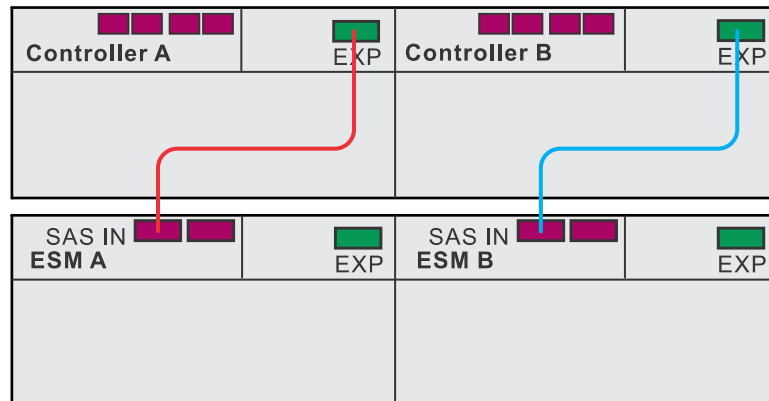 Controller A
EXP
Controller B
EXP
SAS IN
ESM A
EXP
SAS IN
ESM B
EXP